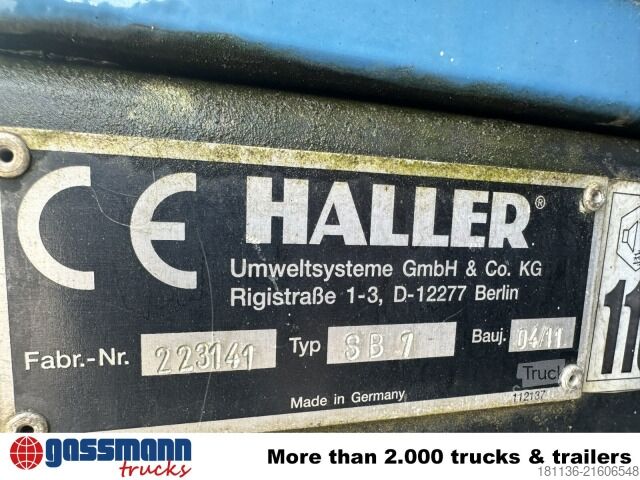 CE HALLER®
Umweltsysteme GmbH & Co. KG
Rigistraße 1-3, D-12277 Berlin
Fabr.-Nr. 223141 Typ SB 7 Bauj. 04/11
Truck
Made in Germany 112137
gassmann
trucks
More than 2.000 trucks & trailers
181136-21606548